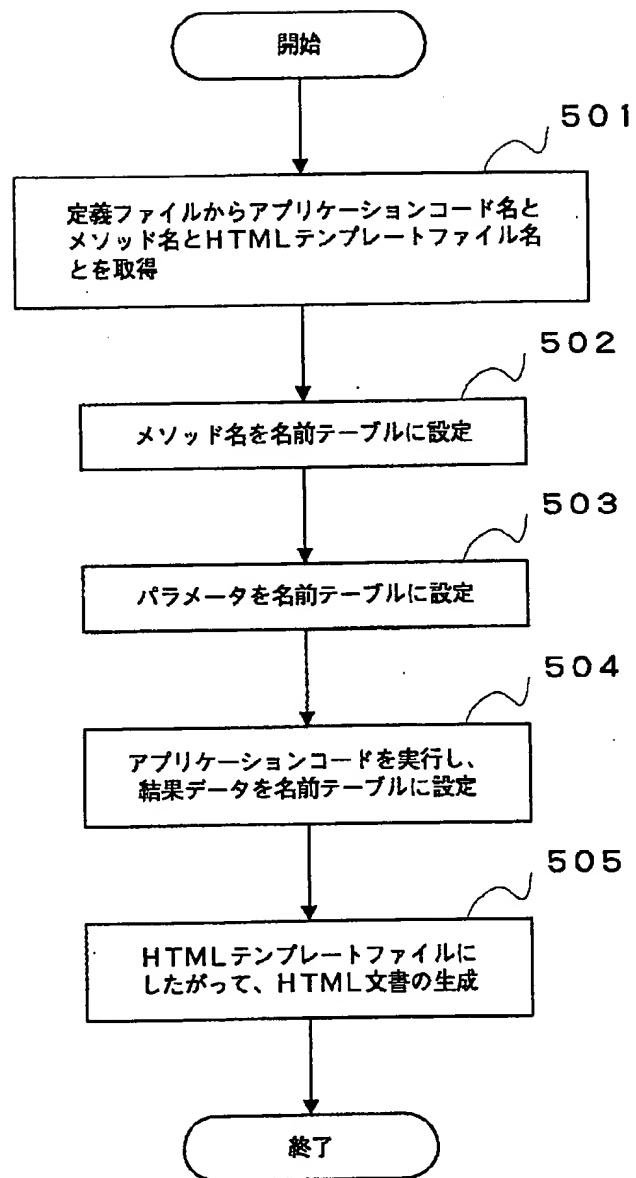 開始
501
定義ファイルからアプリケーションコード名と
メソッド名とHTMLテンプレートファイル名
とを取得
502
メソッド名を名前テーブルに設定
503
パラメータを名前テーブルに設定
504
アプリケーションコードを実行し、
結果データを名前テーブルに設定
505
HTMLテンプレートファイルに
したがって、HTML文書の生成
終了